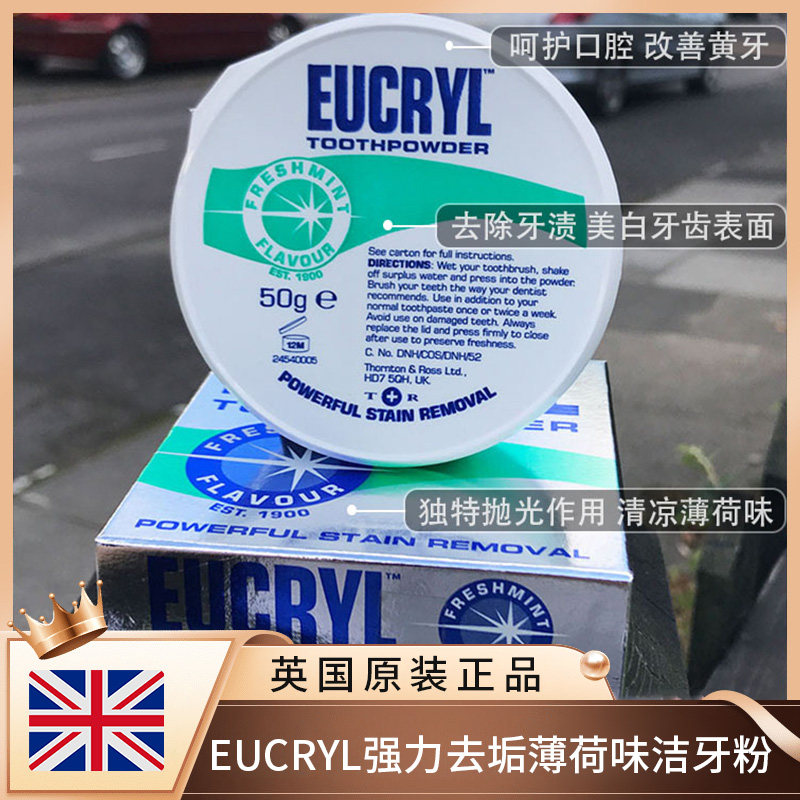 呵护口腔 改善黄牙
EUCRYL™
TOOTHPOWDER
FRESHMINT
FLAVOUR
EST. 1900
去除牙渍 美白牙齿表面
See carton for full instructions.
DIRECTIONS: Wet your toothbrush, shake
off surplus water and press into the powder.
Brush your teeth the way your dentist
recommends. Use in addition to your
normal toothpaste once or twice a week.
Avoid use on damaged teeth. Always
replace the lid and press firmly to close
after use to preserve freshness.
50g e
12M
24540005
C. No. DNH/COS/DNH/52
Thornton & Ross Ltd.,
HD7 5QH, UK.
T R
POWERFUL STAIN REMOVAL
FRESHMINT
FLAVOUR
EST. 1900
独特抛光作用 清凉薄荷味
POWERFUL STAIN REMOVAL
EUCRYL™
FRESHMINT
英国原装正品
EUCRYL强力去垢薄荷味洁牙粉